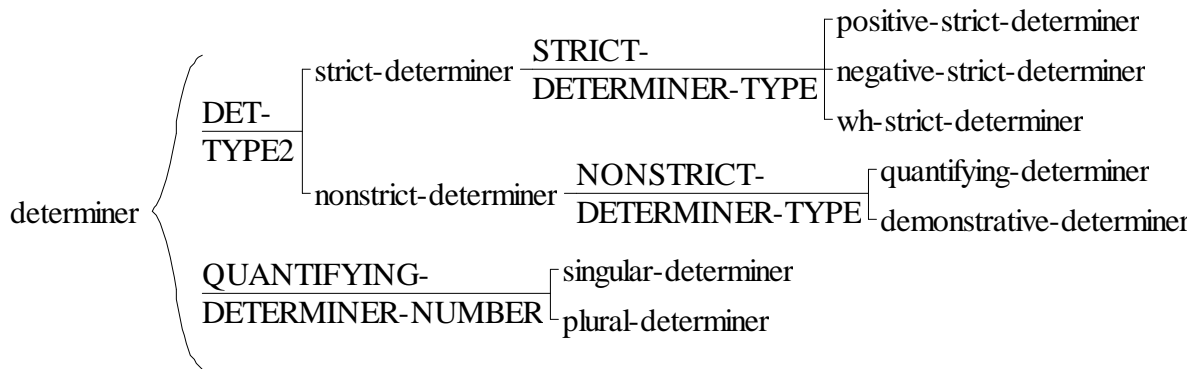 positive-strict-determiner
strict-determiner STRICT-
DETERMINER-TYPE
negative-strict-determiner
wh-strict-determiner
DET-
TYPE2
nonstrict-determiner NONSTRICT-
DETERMINER-TYPE
quantifying-determiner
demonstrative-determiner
determiner
QUANTIFYING-
DETERMINER-NUMBER
singular-determiner
plural-determiner